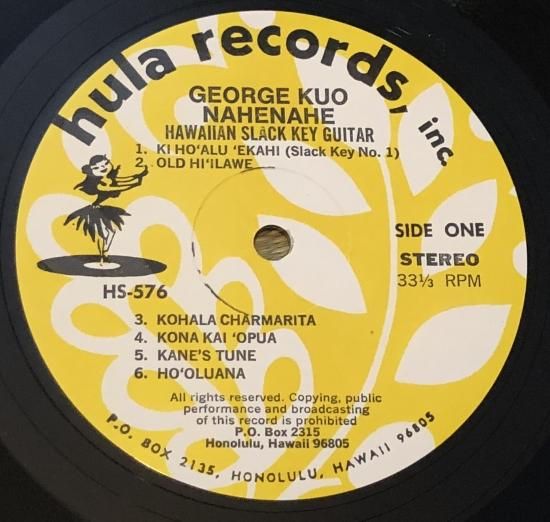 hula records, inc.
GEORGE KUO
NAHENAHE
HAWAIIAN SLACK KEY GUITAR
1. KI HO'ALU 'EKAHI (Slack Key No. 1)
2. OLD HI'ILAWE
SIDE ONE
STEREO
33⅓ RPM
HS-576
3. KOHALA CHARMARITA
4. KONA KAI 'OPUA
5. KANE'S TUNE
6. HO'OLUANA
All rights reserved. Copying, public
performance and broadcasting
of this record is prohibited
P.O. Box 2315
Honolulu, Hawaii 96805
P.O. BOX 2135, HONOLULU, HAWAII 96805